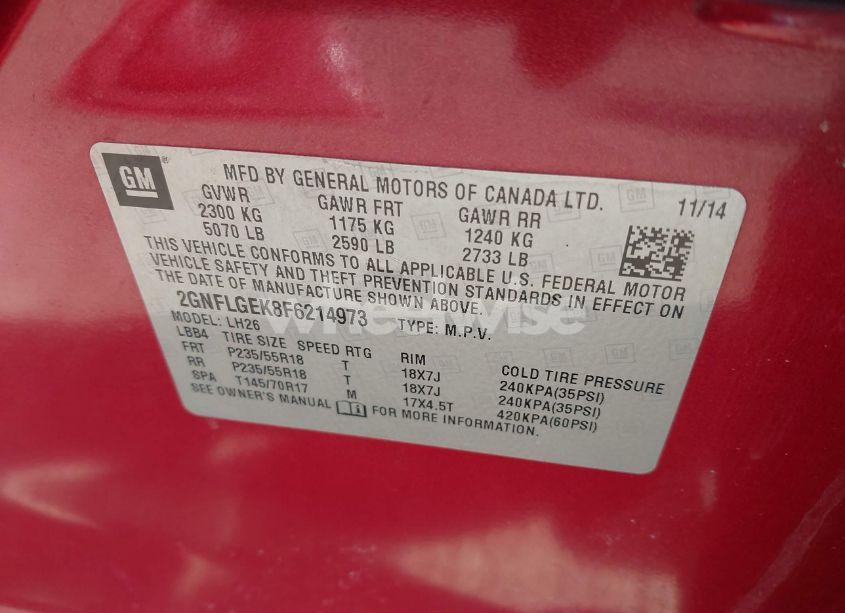 GM
MFD BY GENERAL MOTORS OF CANADA LTD.
11/14
GVWR GAWR FRT GAWR RR
2300 KG 1175 KG 1240 KG
5070 LB 2590 LB 2733 LB
THIS VEHICLE CONFORMS TO ALL APPLICABLE U.S. FEDERAL MOTOR
VEHICLE SAFETY AND THEFT PREVENTION STANDARDS IN EFFECT ON
THE DATE OF MANUFACTURE SHOWN ABOVE.
2GNFLGEK8F6214973 TYPE: M.P.V.
MODEL: LH26
LBB4 TIRE SIZE SPEED RTG RIM COLD TIRE PRESSURE
FRT P235/55R18 T 18X7J 240KPA(35PSI)
RR P235/55R18 T 18X7J 240KPA(35PSI)
SPA T145/70R17 M 17X4.5T 420KPA(60PSI)
SEE OWNER'S MANUAL FOR MORE INFORMATION.
wheelwise